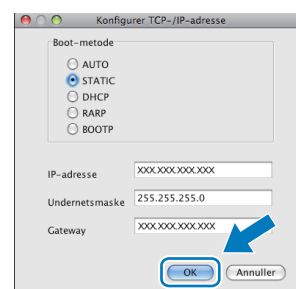 Konfigurer TCP-/IP-adresse
Boot-metode
AUTO
STATIC
DHCP
RARP
BOOTP
IP-adresse XXX.XXX.XXX.XXX
Undernetsmaske 255.255.255.0
Gateway XXX.XXX.XXX.XXX
OK Annuller